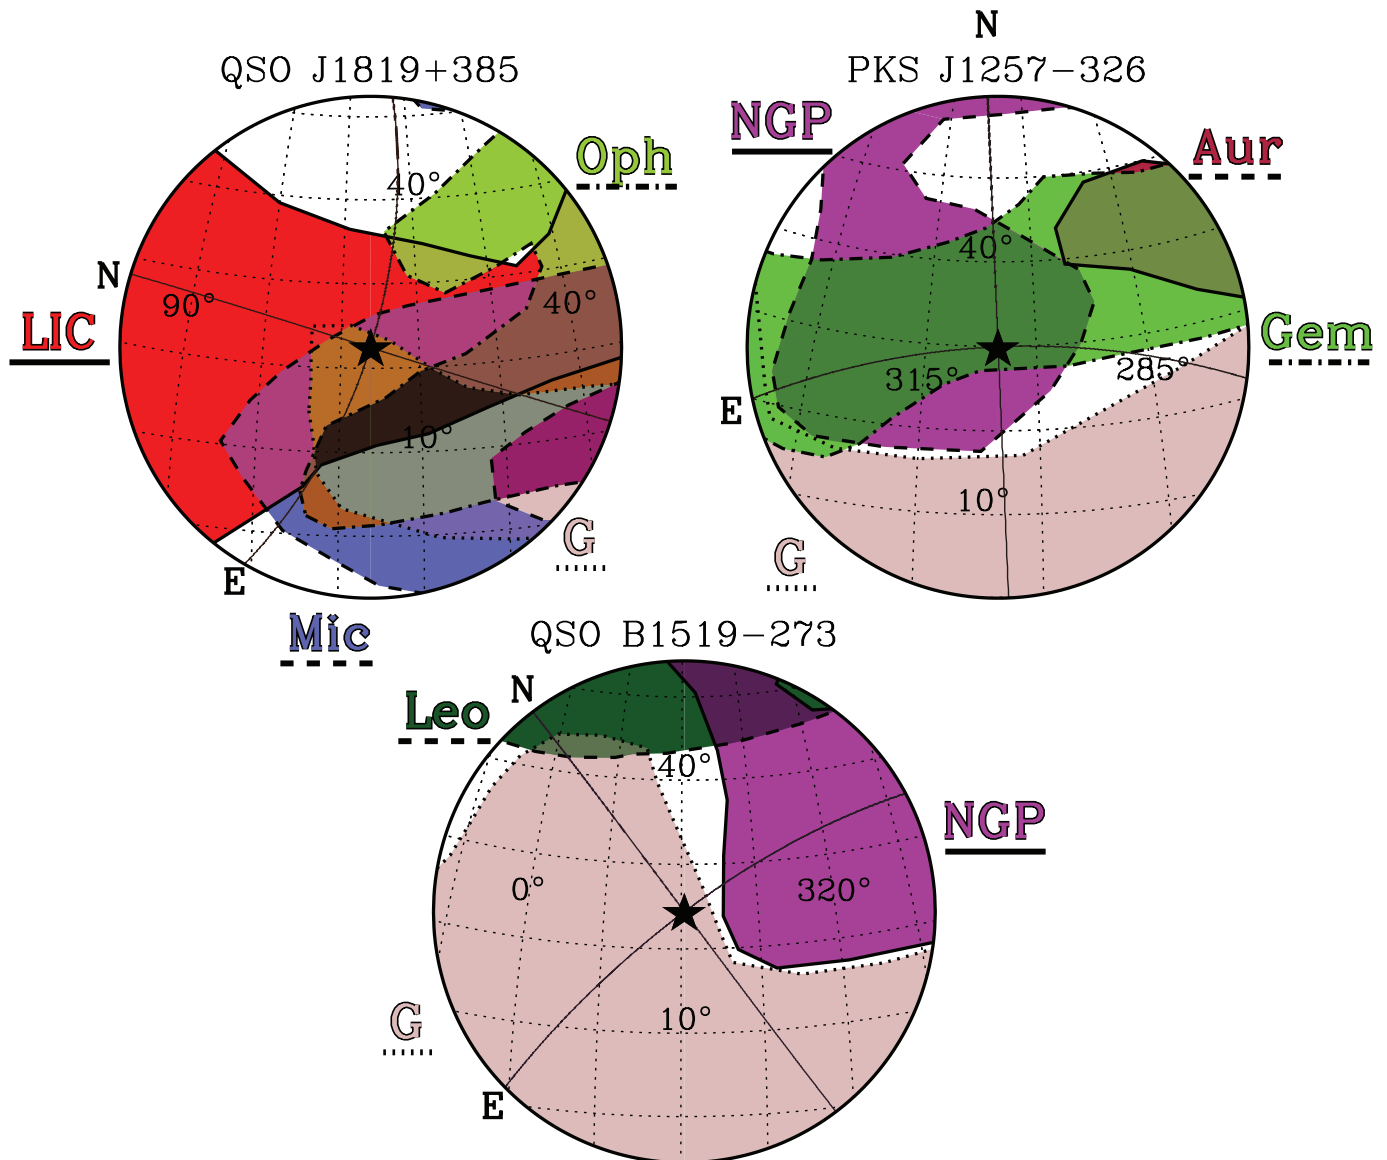 N
QSO J1819+385
PKS J1257-326
NGP
Oph
Aur
40°
40°
N
90°
40°
LIC
Gem
315°
285°
E
10°
10°
G
G
E
Mic
QSO B1519-273
N
Leo
40°
NGP
0°
320°
G
10°
E